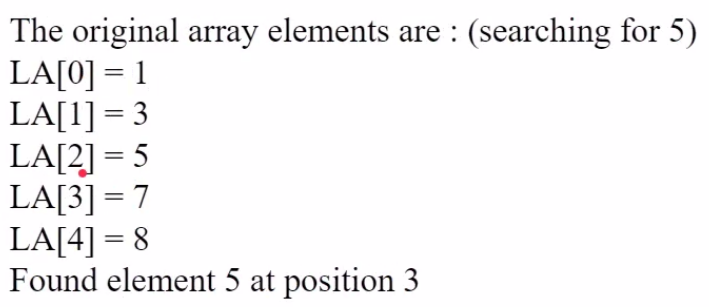 The original array elements are : (searching for 5)
LA[0] = 1
LA[1] = 3
LA[2] = 5
LA[3] = 7
LA[4] = 8
Found element 5 at position 3